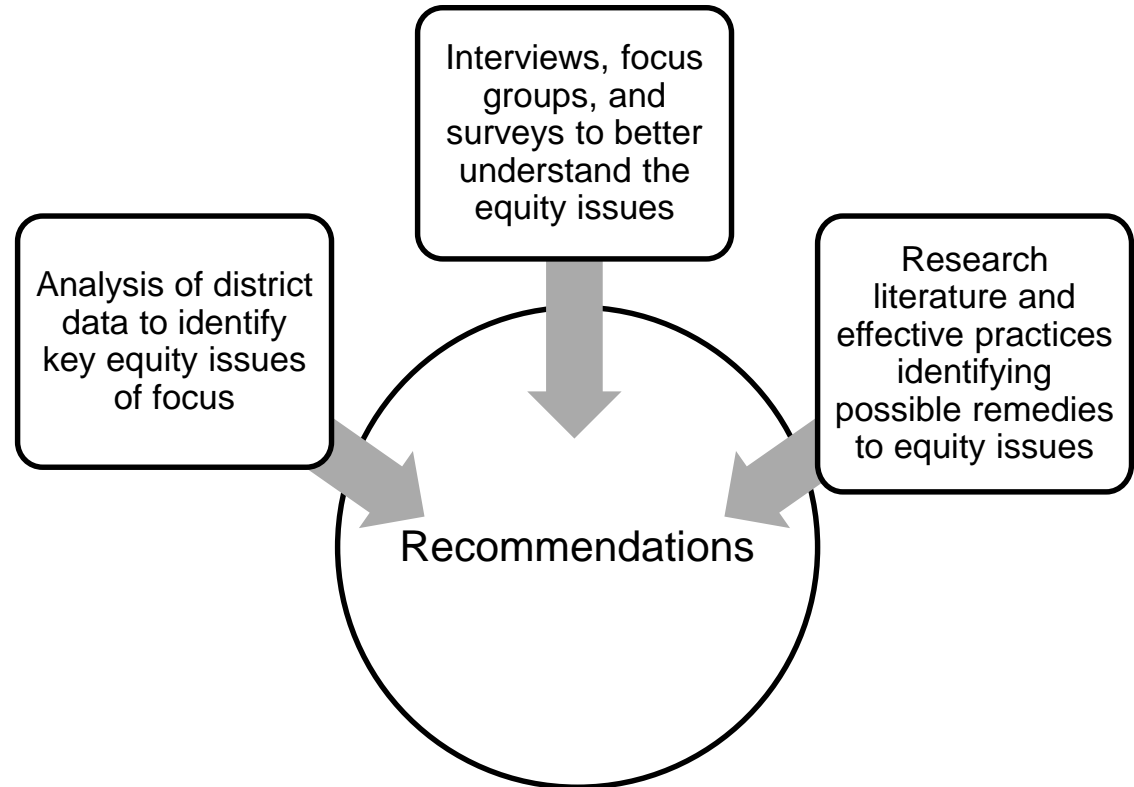 Interviews, focus
groups, and
surveys to better
understand the
equity issues
Analysis of district
data to identify
key equity issues
of focus
Research
literature and
effective practices
identifying
possible remedies
to equity issues
Recommendations